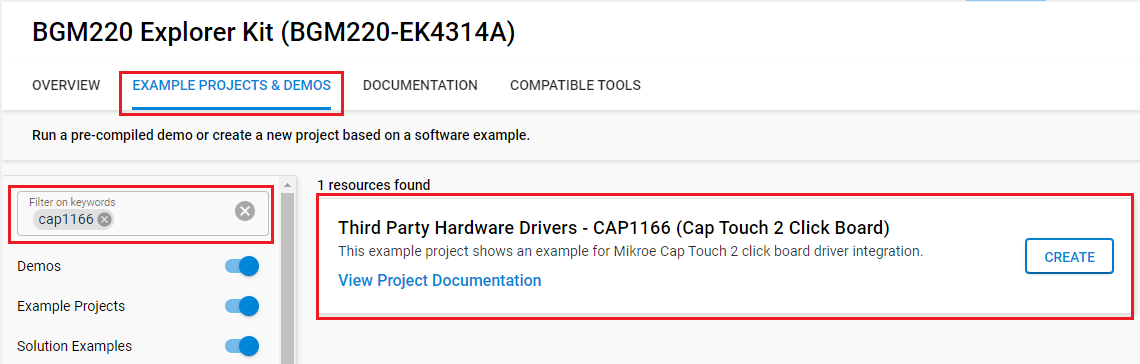 BGM220 Explorer Kit (BGM220-EK4314A)
OVERVIEW EXAMPLE PROJECTS & DEMOS DOCUMENTATION COMPATIBLE TOOLS
Run a pre-compiled demo or create a new project based on a software example.
Filter on keywords
cap1166
Demos
Example Projects
Solution Examples
1 resources found
Third Party Hardware Drivers - CAP1166 (Cap Touch 2 Click Board)
This example project shows an example for Mikroe Cap Touch 2 click board driver integration.
View Project Documentation
CREATE